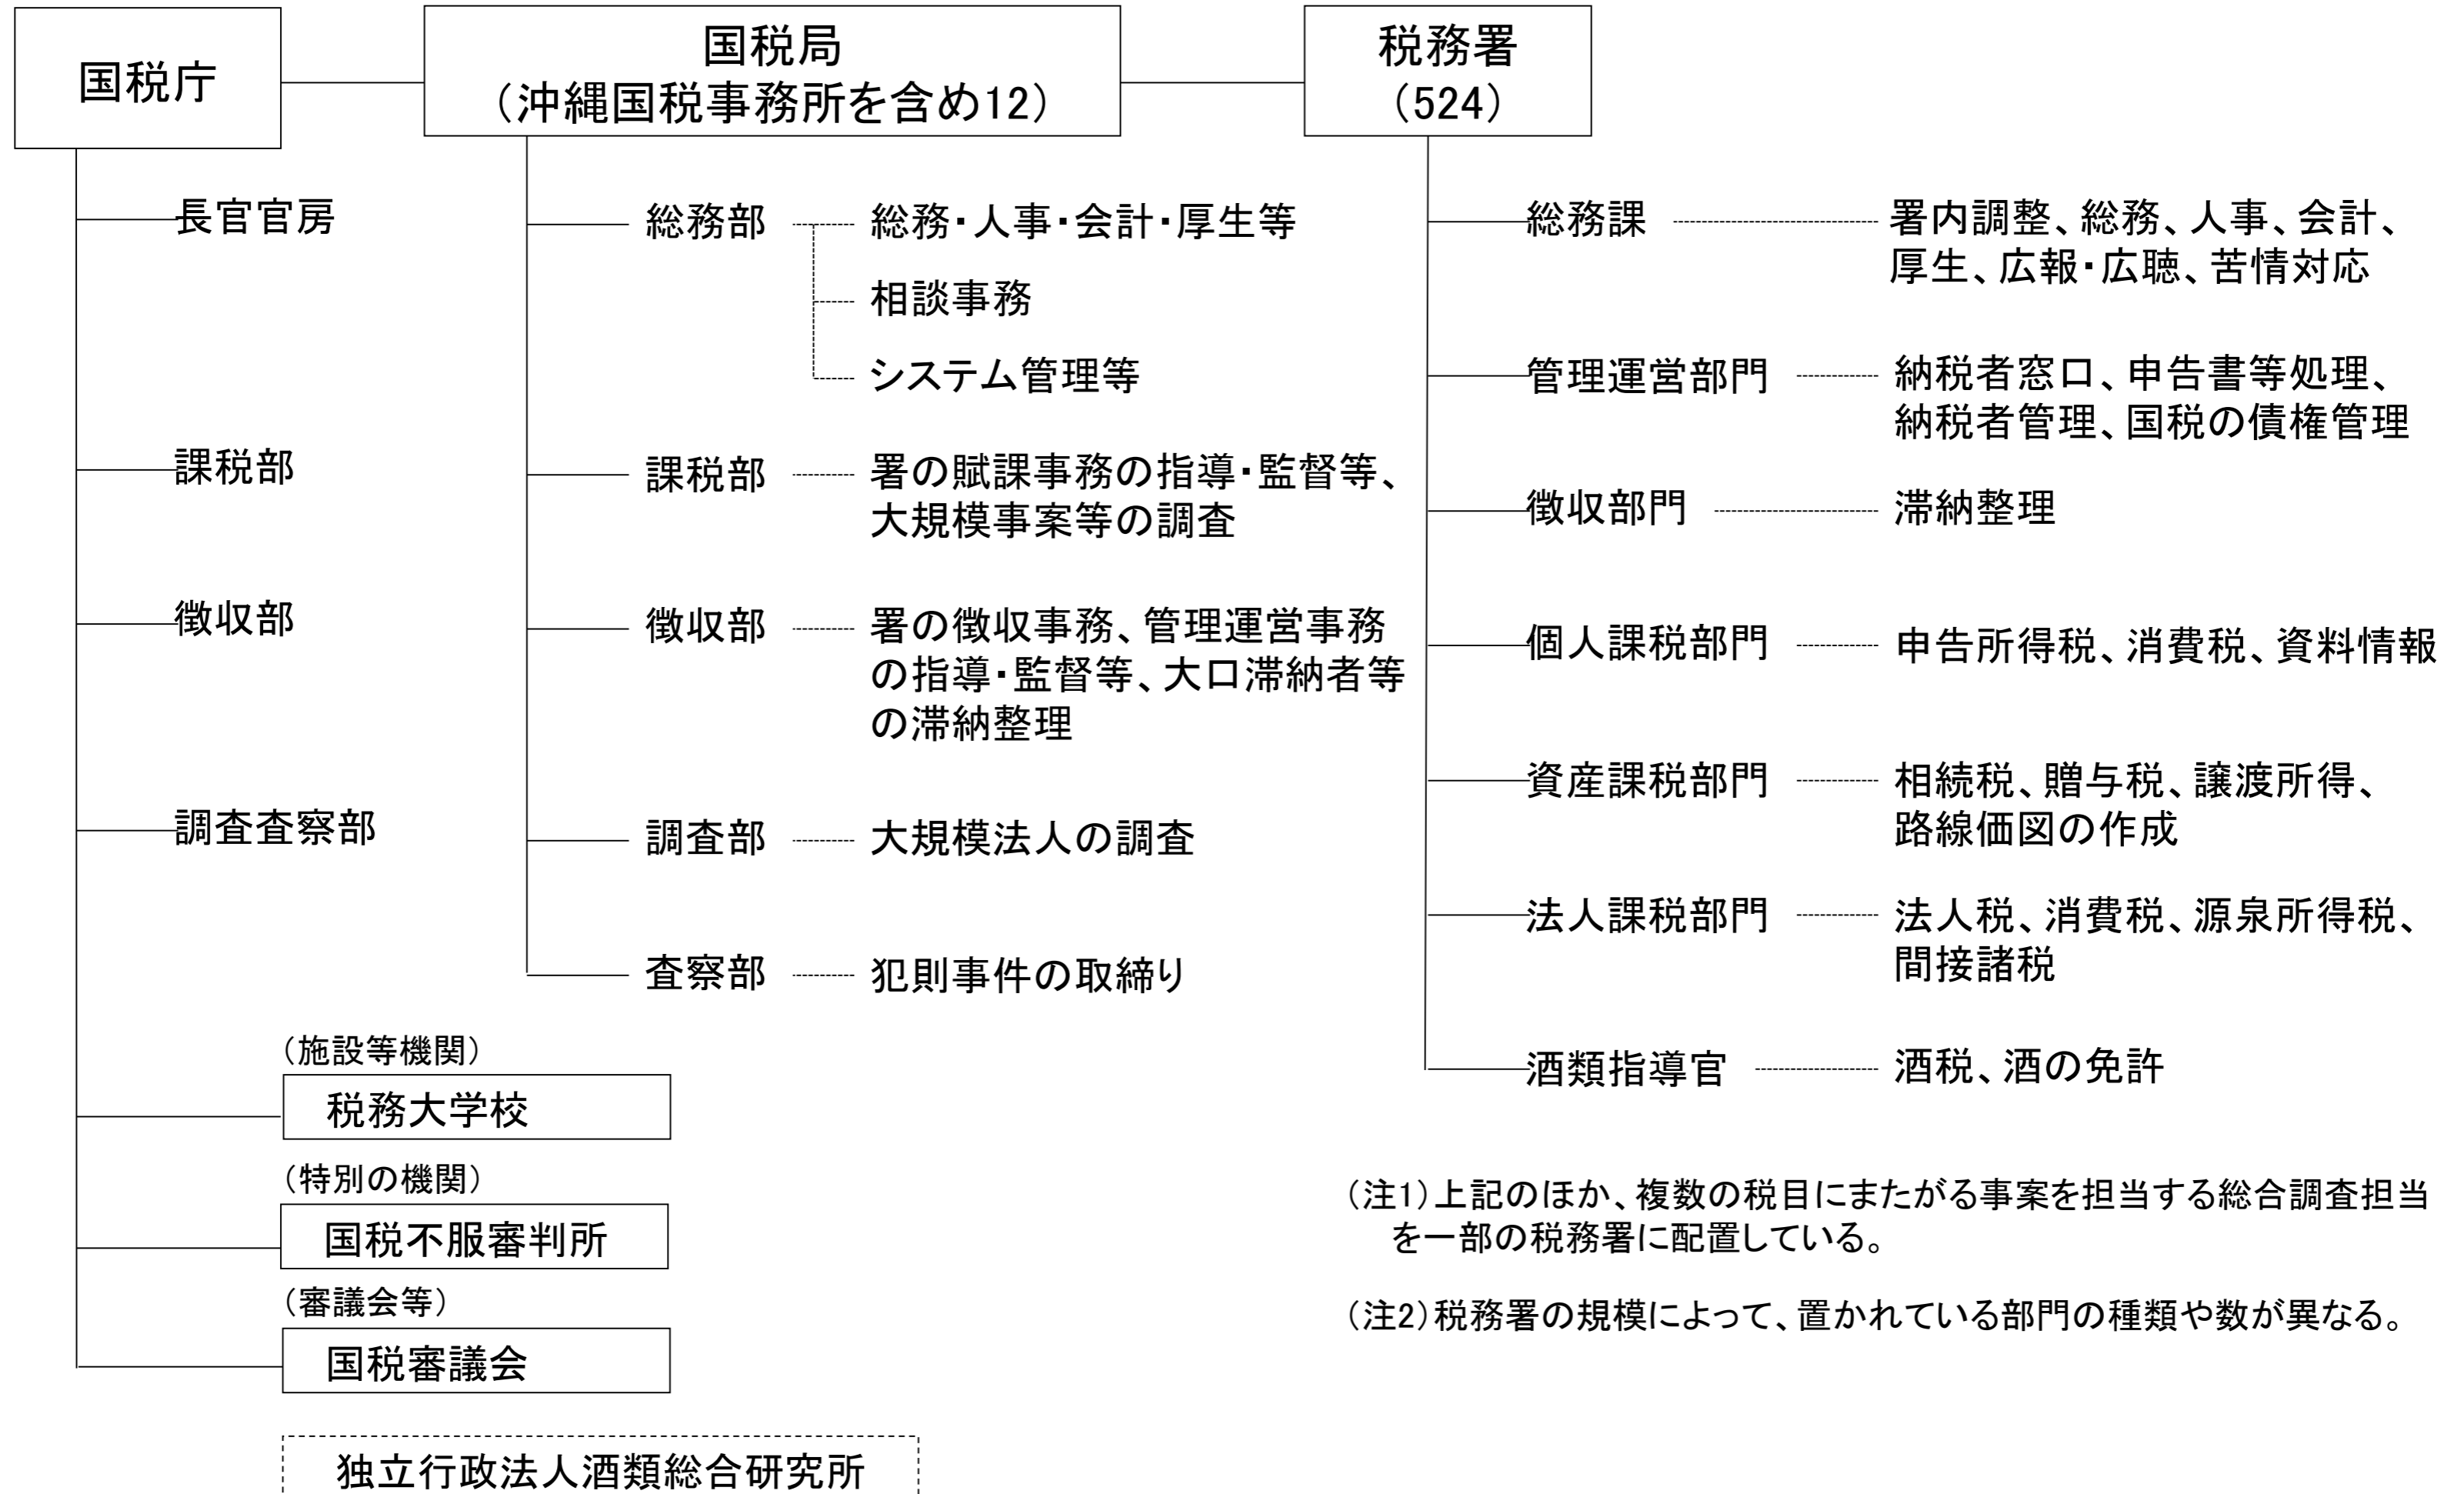 国税庁
国税局
（沖縄国税事務所を含め12）
税務署
（524）
長官官房
課税部
徴収部
調査査察部
（施設等機関）
税務大学校
（特別の機関）
国税不服審判所
（審議会等）
国税審議会
独立行政法人酒類総合研究所
総務部
総務・人事・会計・厚生等
相談事務
システム管理等
課税部
署の賦課事務の指導・監督等、
大規模事案等の調査
徴収部
署の徴収事務、管理運営事務
の指導・監督等、大口滞納者等
の滞納整理
調査部
大規模法人の調査
査察部
犯則事件の取締り
総務課
署内調整、総務、人事、会計、
厚生、広報・広聴、苦情対応
管理運営部門
納税者窓口、申告書等処理、
納税者管理、国税の債権管理
徴収部門
滞納整理
個人課税部門
申告所得税、消費税、資料情報
資産課税部門
相続税、贈与税、譲渡所得、
路線価図の作成
法人課税部門
法人税、消費税、源泉所得税、
間接諸税
酒類指導官
酒税、酒の免許
（注1）上記のほか、複数の税目にまたがる事案を担当する総合調査担当
を一部の税務署に配置している。
（注2）税務署の規模によって、置かれている部門の種類や数が異なる。